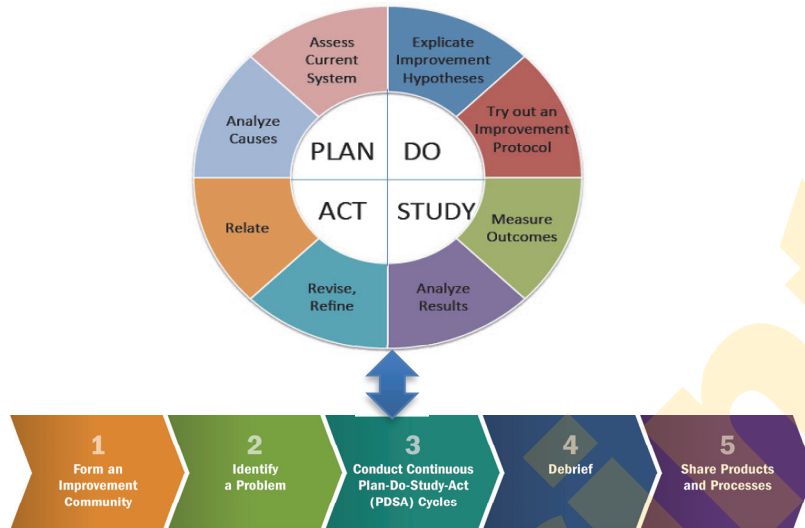 Assess
Current
System
Explicate
Improvement
Hypotheses
Analyze
Causes
Try out an
Improvement
Protocol
PLAN
DO
ACT
STUDY
Relate
Measure
Outcomes
Revise,
Refine
Analyze
Results
1
Form an
Improvement
Community
2
Identify
a Problem
3
Conduct Continuous
Plan-Do-Study-Act
(PDSA) Cycles
4
Debrief
5
Share Products
and Processes